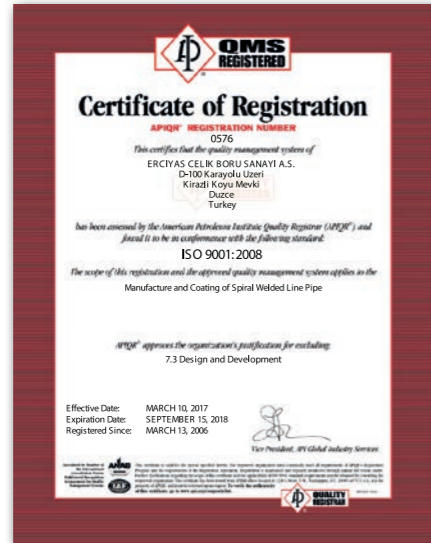 QMS
REGISTERED
Certificate of Registration
APIQR® REGISTRATION NUMBER
0576
This certifies that the quality management system of
ERCIYAS CELIK BORU SANAYİ A.S.
D-100 Karayolu Uzeri
Kirazli Koyu Mevki
Duzce
Turkey
has been assessed by the American Petroleum Institute Quality Registrar (APIQR®) and
found it to be in conformance with the following standard:
ISO 9001:2008
The scope of this registration and the approved quality management system applies to the
Manufacture and Coating of Spiral Welded Line Pipe
APIQR® approves the organization's justification for excluding:
7.3 Design and Development
Effective Date: MARCH 10, 2017
Expiration Date: SEPTEMBER 15, 2018
Registered Since: MARCH 13, 2006
Vice President, API Global Industry Services
ANAB
QUALITY
REGISTRAR